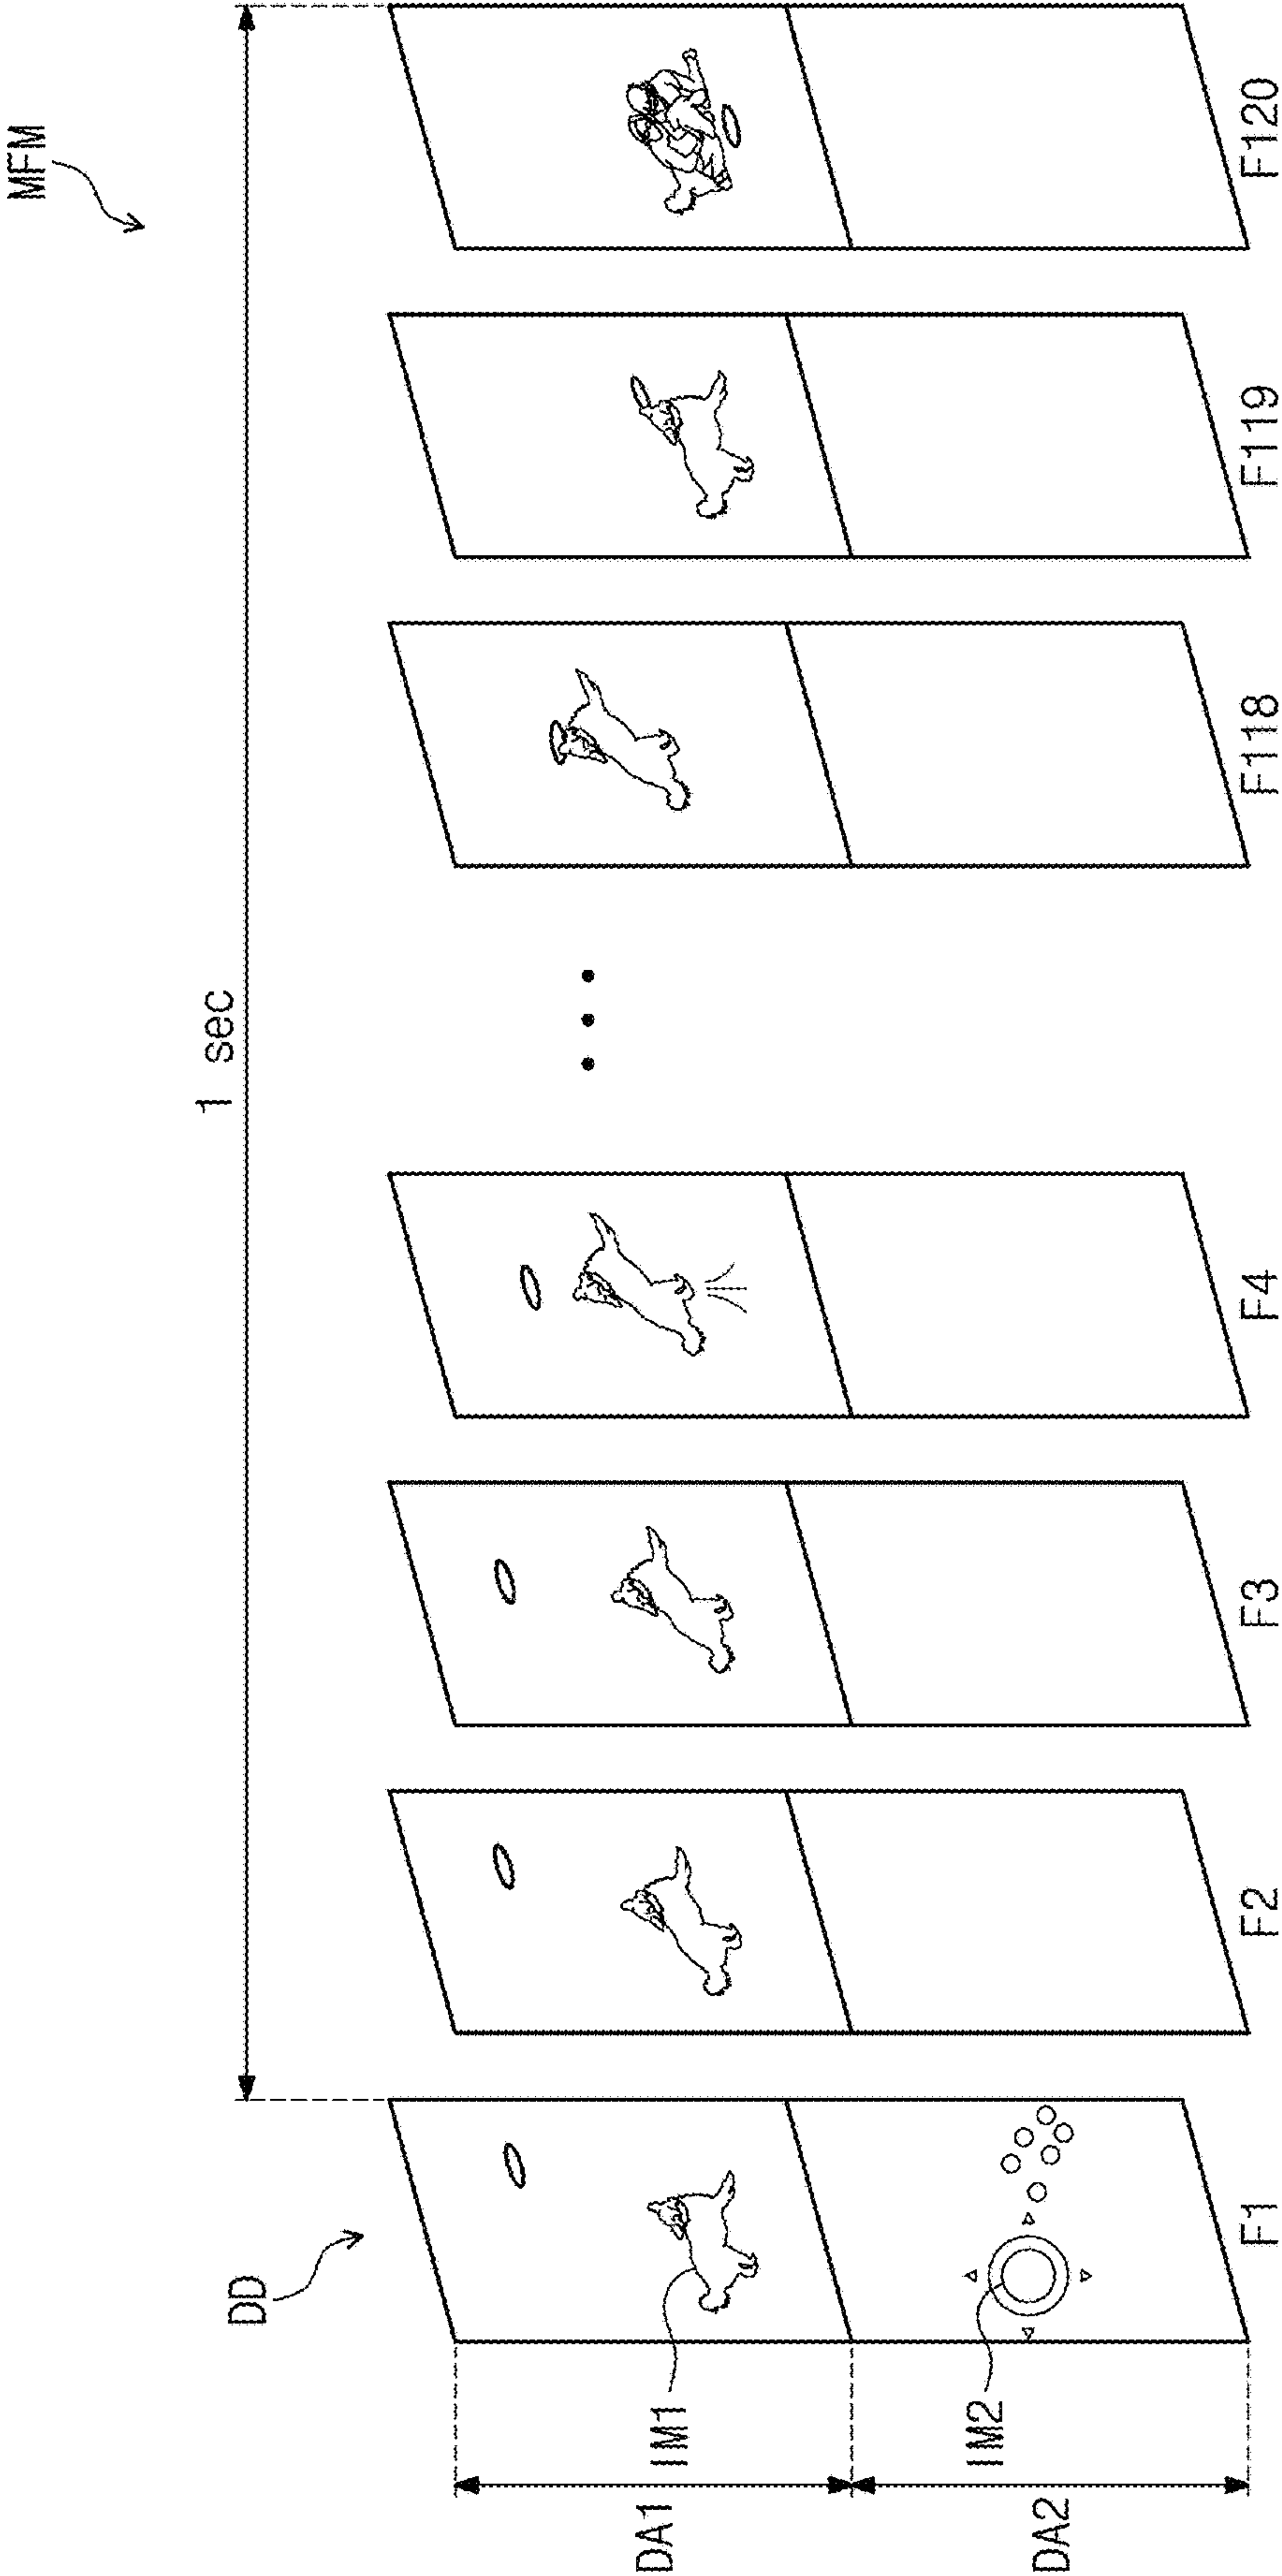 MFM
1 sec
DD
DA1
IM1
DA2
IM2
F1
F2
F3
F4
F118
F119
F120